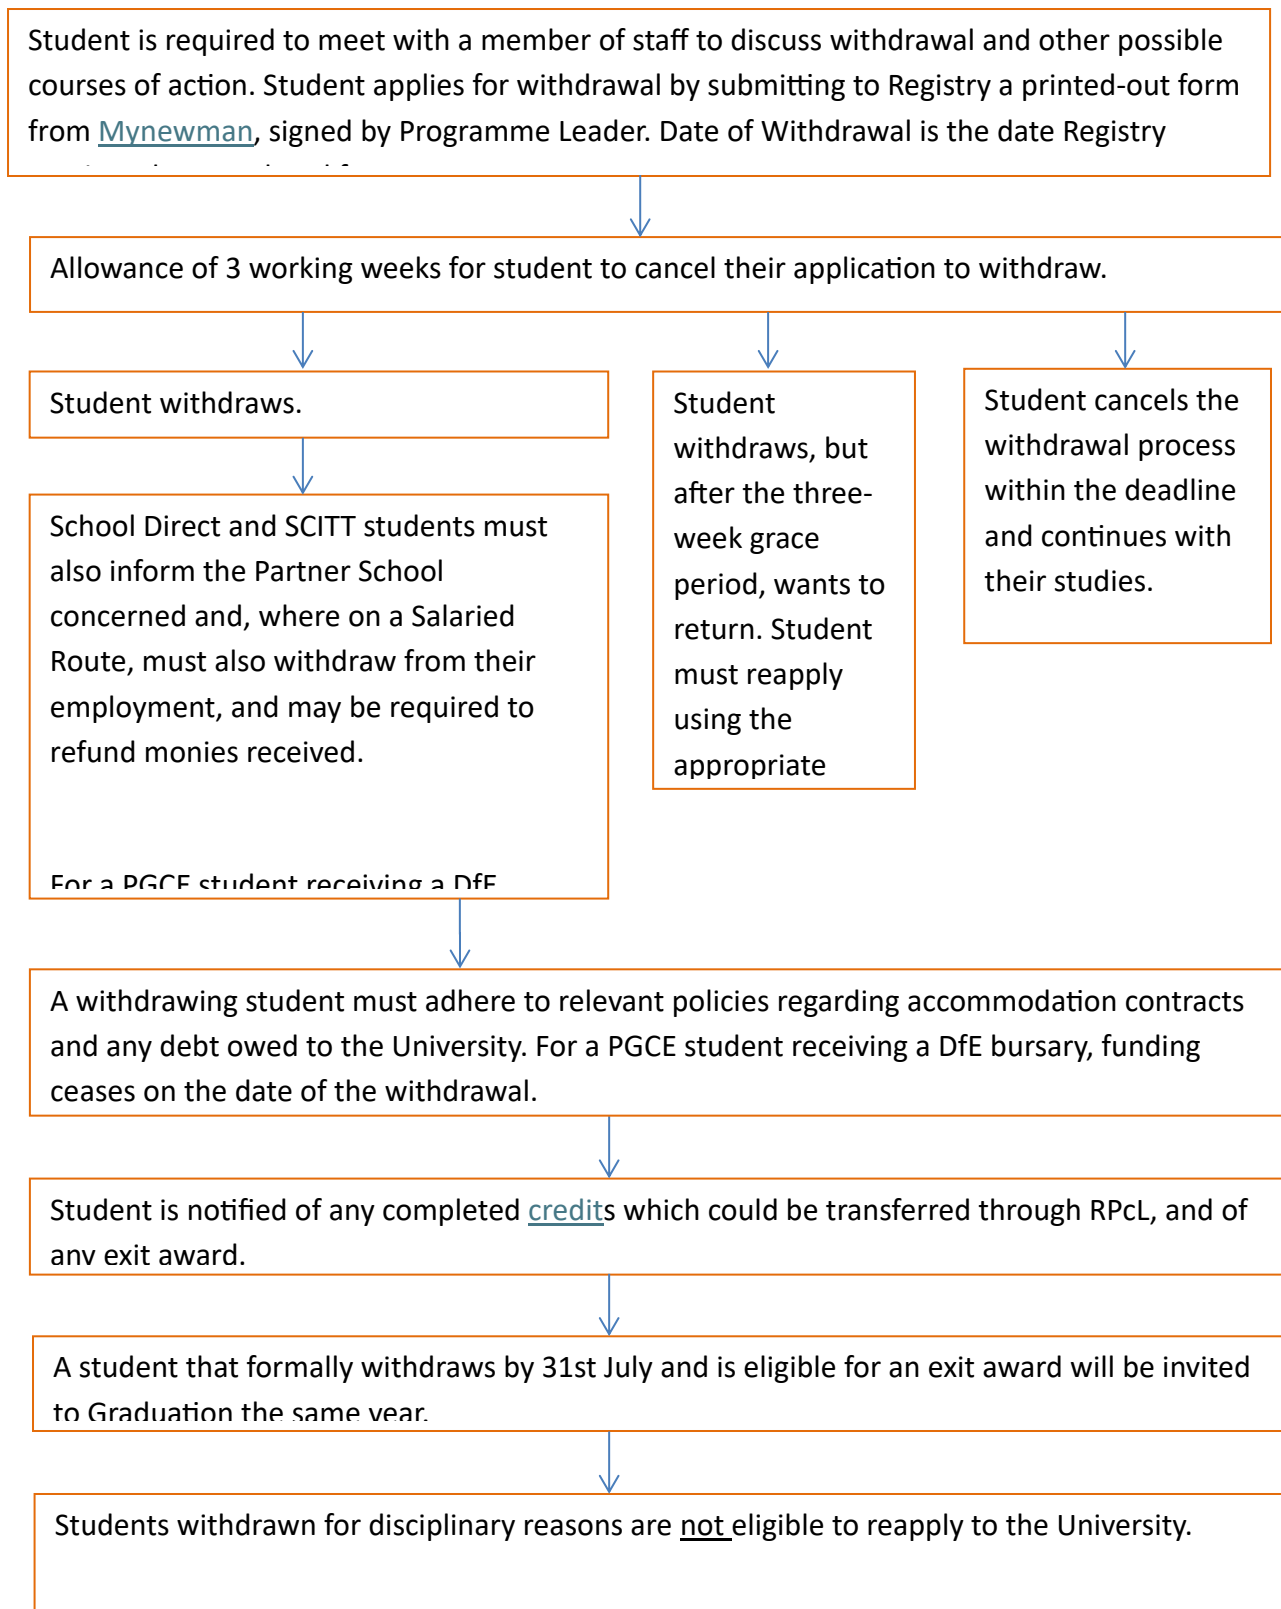 Student is required to meet with a member of staff to discuss withdrawal and other possible
courses of action. Student applies for withdrawal by submitting to Registry a printed-out form
from Mynewman, signed by Programme Leader. Date of Withdrawal is the date Registry
Allowance of 3 working weeks for student to cancel their application to withdraw.
Student withdraws.
School Direct and SCITT students must
also inform the Partner School
concerned and, where on a Salaried
Route, must also withdraw from their
employment, and may be required to
refund monies received.
For a PGCE student receiving a DfE
Student
withdraws, but
after the three-
week grace
period, wants to
return. Student
must reapply
using the
appropriate
Student cancels the
withdrawal process
within the deadline
and continues with
their studies.
A withdrawing student must adhere to relevant policies regarding accommodation contracts
and any debt owed to the University. For a PGCE student receiving a DfE bursary, funding
ceases on the date of the withdrawal.
Student is notified of any completed credits which could be transferred through RPcL, and of
any exit award.
A student that formally withdraws by 31st July and is eligible for an exit award will be invited
to Graduation the same year.
Students withdrawn for disciplinary reasons are not eligible to reapply to the University.